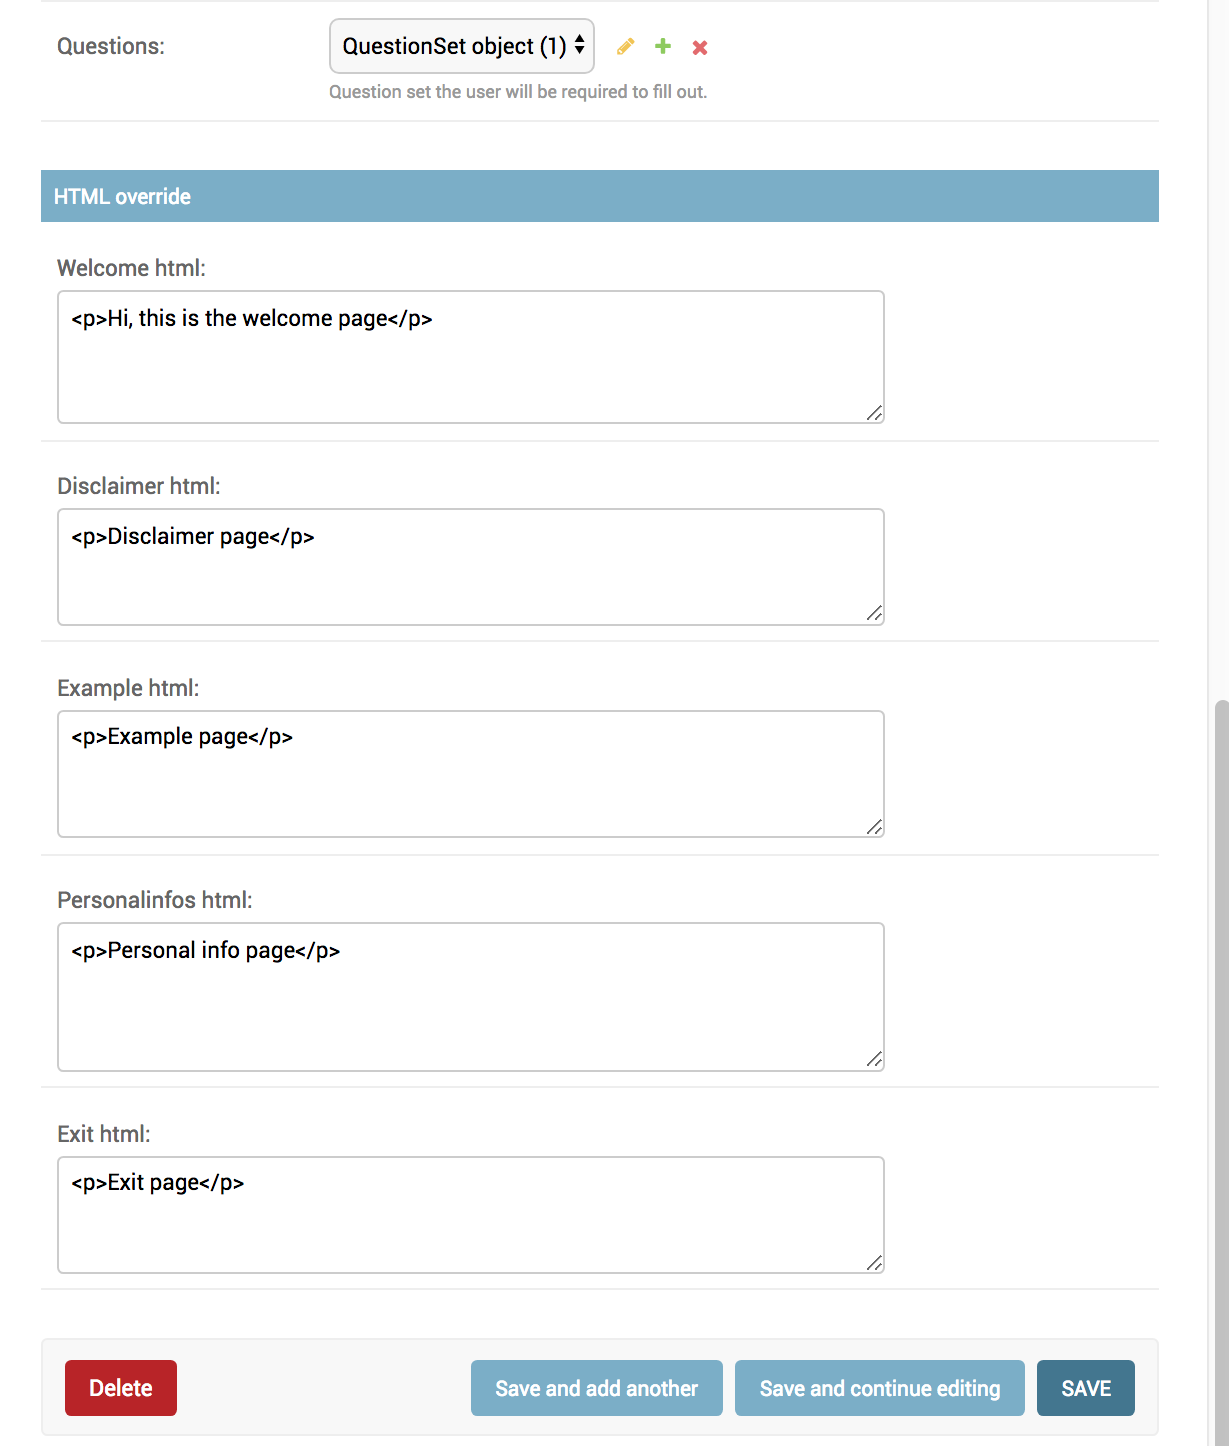 Questions:
QuestionSet object (1)
Question set the user will be required to fill out.
HTML override
Welcome html:
<p>Hi, this is the welcome page</p>
Disclaimer html:
<p>Disclaimer page</p>
Example html:
<p>Example page</p>
Personalinfos html:
<p>Personal info page</p>
Exit html:
<p>Exit page</p>
Delete
Save and add another
Save and continue editing
SAVE